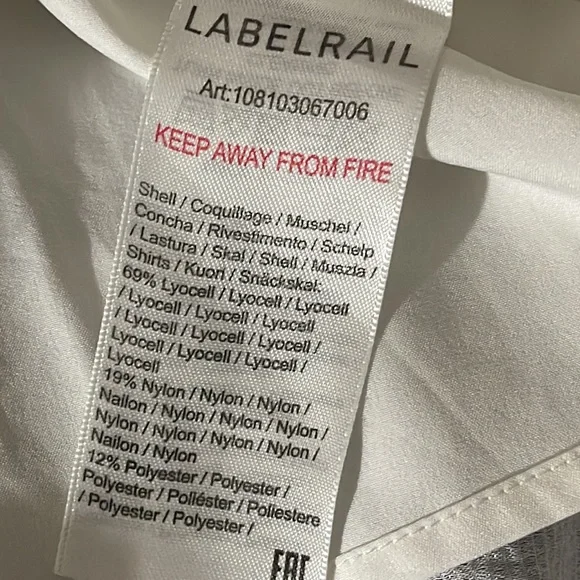 LABELRAIL
Art:108103067006
KEEP AWAY FROM FIRE
Shell / Coquillage / Muschel /
Concha / Rivestimento / Schelp
/ Lastura / Skal / Shell / Muszla /
Shirts / Kuori / Snäckskal:
69% Lyocell / Lyocell / Lyocell
/ Lyocell / Lyocell / Lyocell
/ Lyocell / Lyocell / Lyocell /
Lyocell / Lyocell / Lyocell /
Lyocell
19% Nylon / Nylon / Nylon /
Nailon / Nylon / Nylon / Nylon /
Nylon / Nylon / Nylon / Nylon /
Nailon / Nylon
12% Polyester / Polyester /
Polyester / Poliéster / Poliestere
/ Polyester / Polyester /
EAC